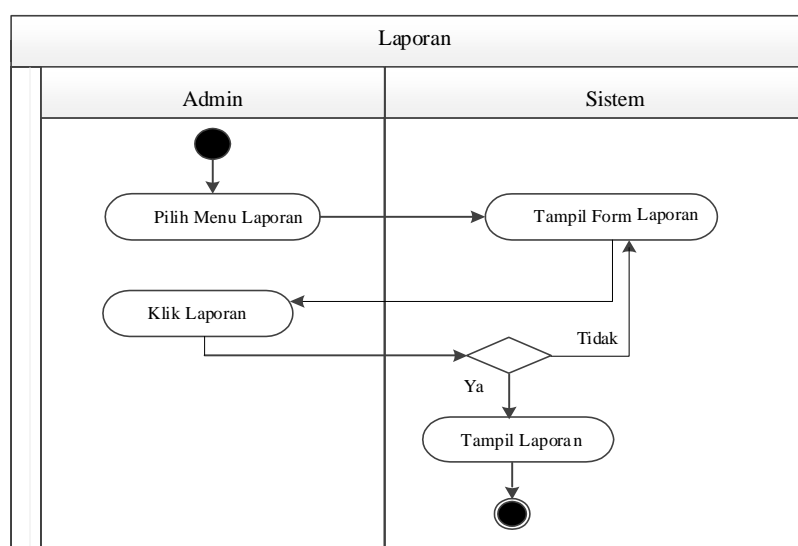 Laporan
Admin
Sistem
Pilih Menu Laporan
Tampil Form Laporan
Klik Laporan
Tidak
Ya
Tampil Laporan